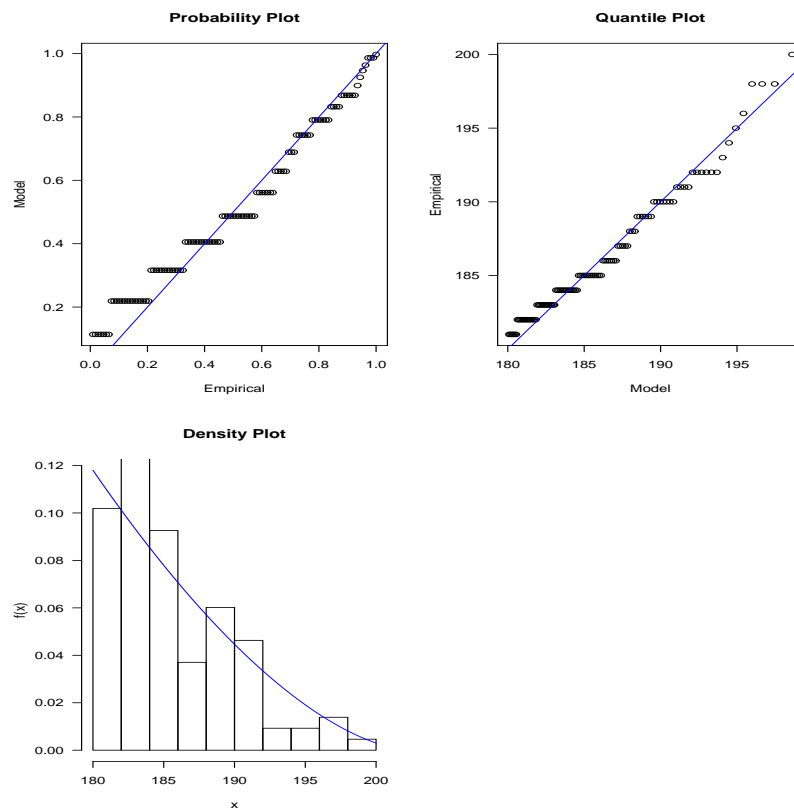 Probability Plot
Model
1.0
0.8
0.6
0.4
0.2
0.0 0.2 0.4 0.6 0.8 1.0
Empirical
Quantile Plot
Empirical
200
195
190
185
180 185 190 195
Model
Density Plot
f(x)
0.12
0.10
0.08
0.06
0.04
0.02
0.00
180 185 190 195 200
x